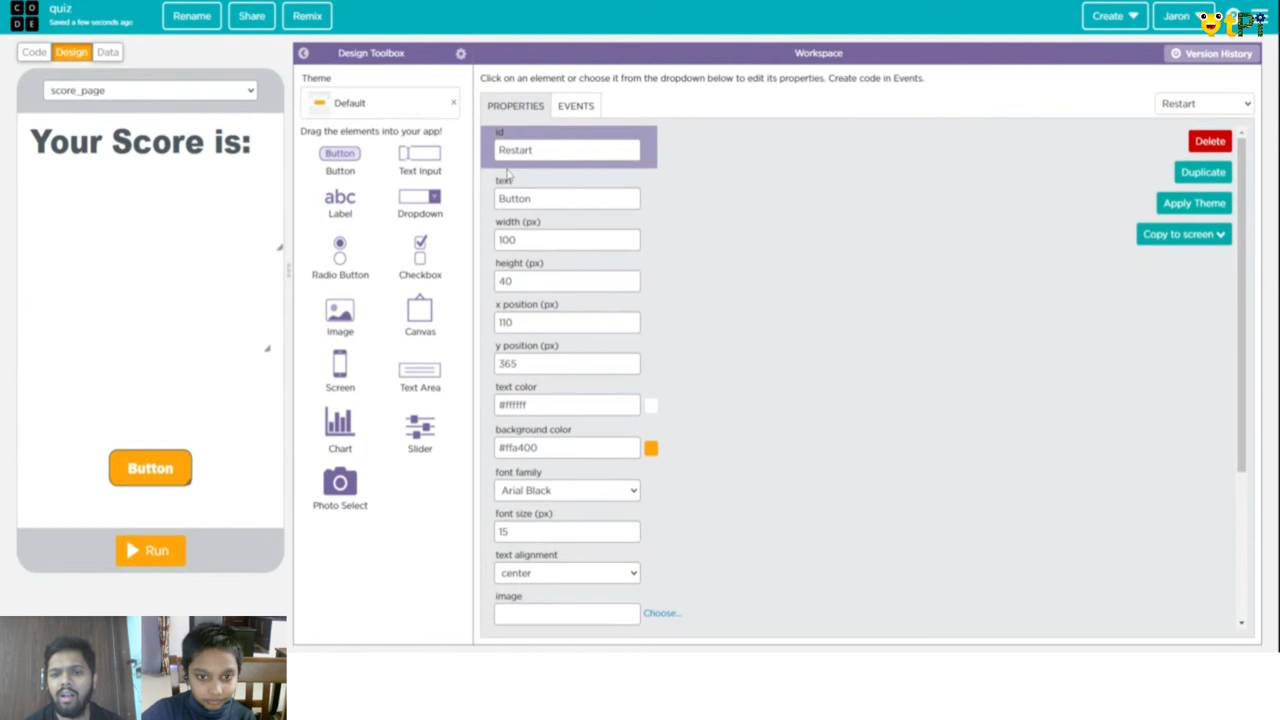 CO
DE
quiz
Saved a few seconds ago
Rename
Share
Remix
Create
Jaron
Code
Design
Data
Design Toolbox
Workspace
Version History
score_page
Your Score is:
Button
Run
Theme
Default
Drag the elements into your app!
Button
Button
Text Input
abc
Label
Dropdown
Radio Button
Checkbox
Image
Canvas
Screen
Text Area
Chart
Slider
Photo Select
Click on an element or choose it from the dropdown below to edit its properties. Create code in Events.
PROPERTIES
EVENTS
Restart
id
Restart
text
Button
width (px)
100
height (px)
40
x position (px)
110
y position (px)
365
text color
#ffffff
background color
#ffa400
font family
Arial Black
font size (px)
15
text alignment
center
image
Choose...
Delete
Duplicate
Apply Theme
Copy to screen